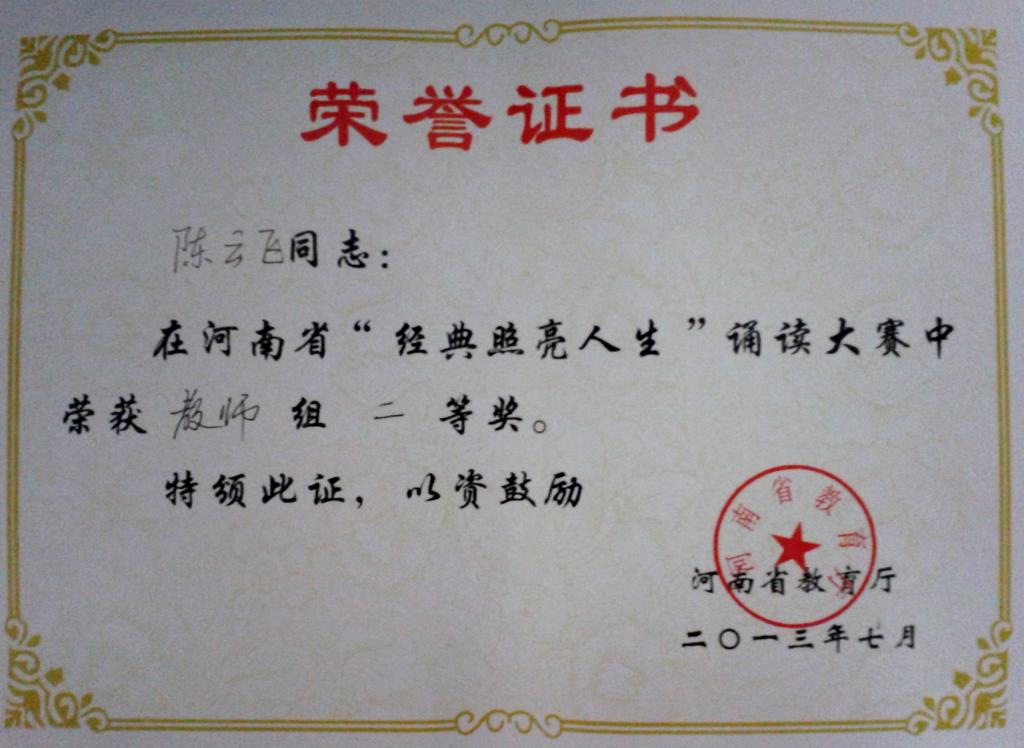 荣誉证书
陈云飞同志：
在河南省“经典照亮人生”诵读大赛中
荣获 教师 组 二 等奖。
特颁此证，以资鼓励
河南省教育厅
河南省教育厅
二〇一三年七月